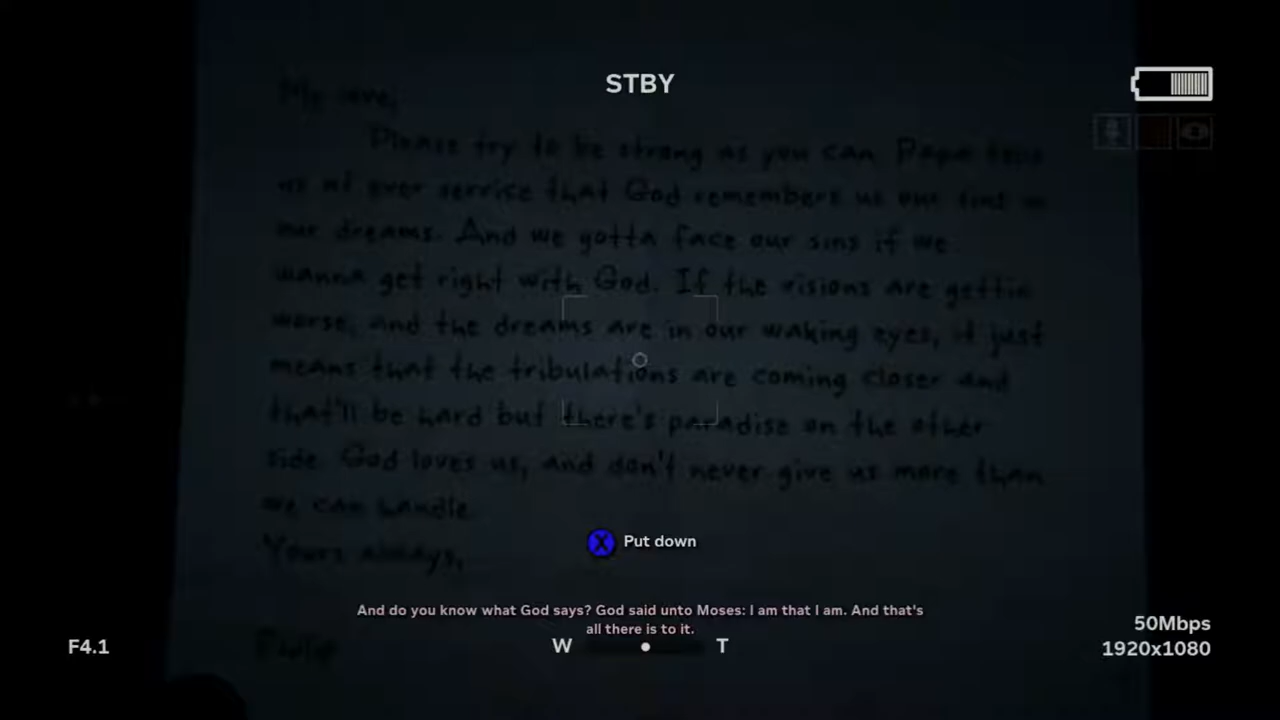 STBY
My love,
Please try to be strong as you can. Papa tells
us at ever service that God remembers us our sins in
our dreams. And we gotta face our sins if we
wanna get right with God. If the visions are gettin
worse, and the dreams are in our waking eyes, it just
means that the tribulations are coming closer and
that'll be hard but there's paradise on the other
side. God loves us, and don't never give us more than
we can handle
Yours always,
X Put down
And do you know what God says? God said unto Moses: I am that I am. And that's
all there is to it.
F4.1
W T
50Mbps
1920x1080